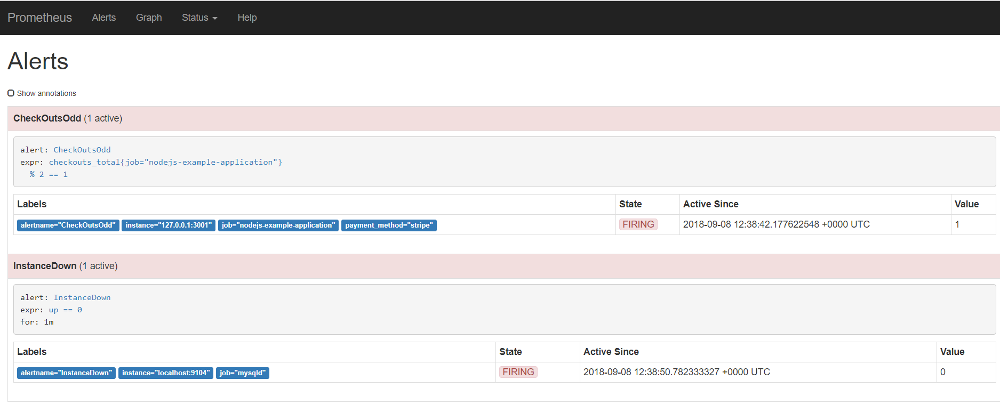 Prometheus Alerts Graph Status Help
Alerts
Show annotations
CheckOutsOdd (1 active)
alert: CheckOutsOdd
expr: checkouts_total{job="nodejs-example-application"}
% 2 == 1
Labels State Active Since Value
alertname="CheckOutsOdd" instance="127.0.0.1:3001" job="nodejs-example-application" payment_method="stripe" FIRING 2018-09-08 12:38:42.177622548 +0000 UTC 1
InstanceDown (1 active)
alert: InstanceDown
expr: up == 0
for: 1m
Labels State Active Since Value
alertname="InstanceDown" instance="localhost:9104" job="mysqld" FIRING 2018-09-08 12:38:50.782333327 +0000 UTC 0